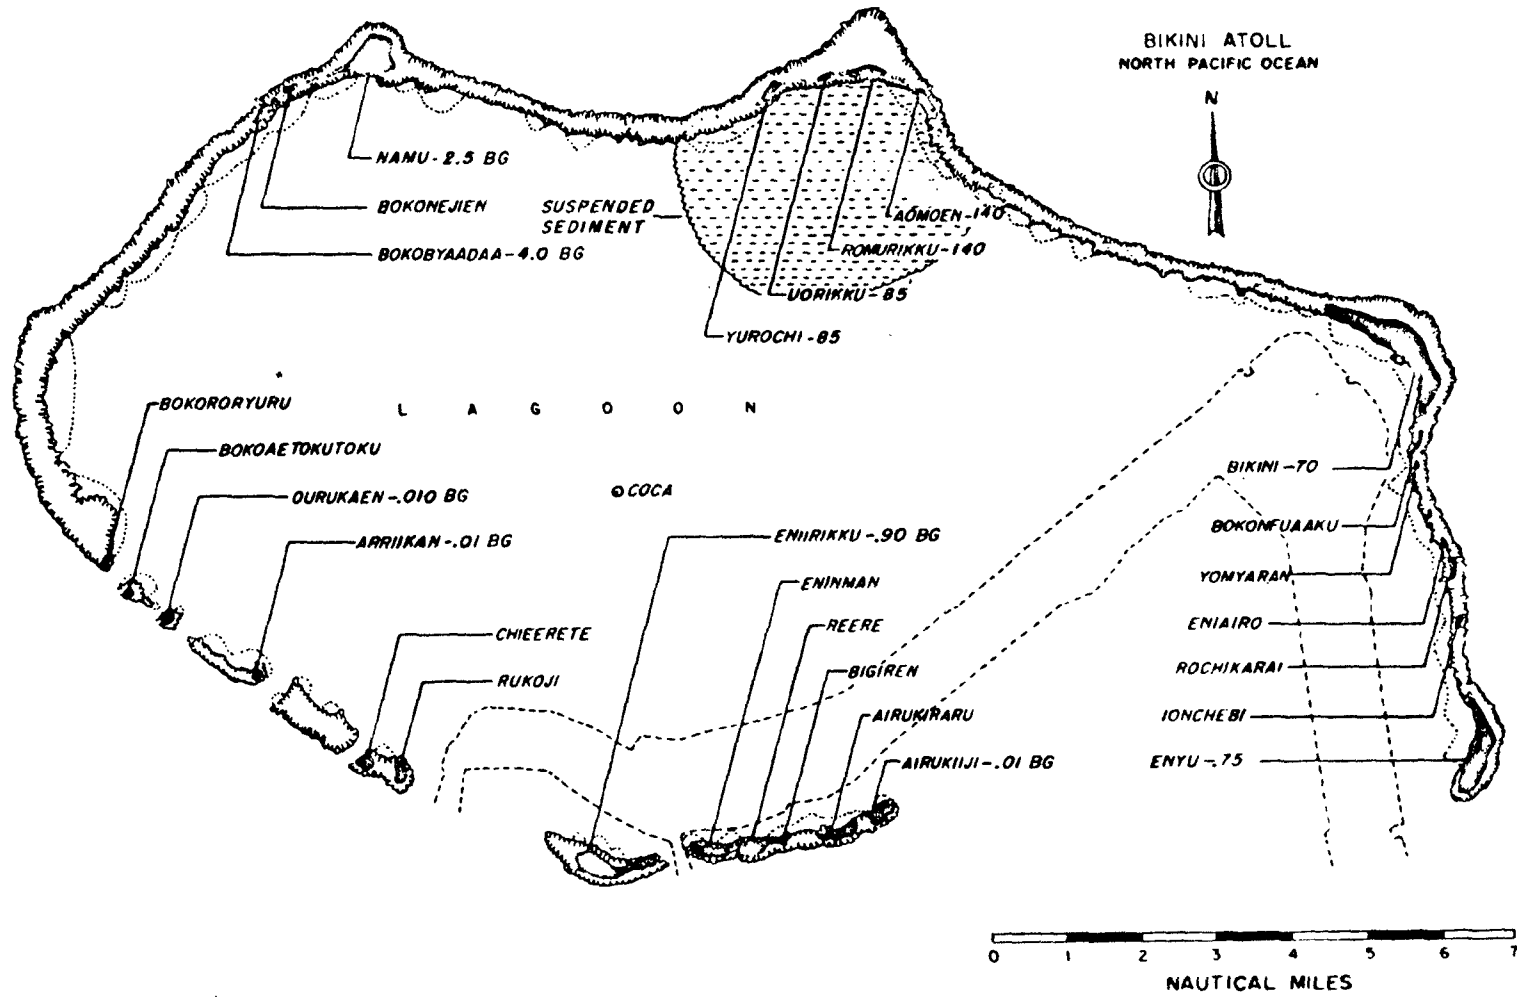 BIKINI ATOLL
NORTH PACIFIC OCEAN
N
NAMU-2.5 BG
BOKONEJIEN
BOKOBYAADAA-4.0 BG
SUSPENDED
SEDIMENT
AOMOEN-140
ROMURIKKU-140
UORIKKU-85
YUROCHI-85
BOKORORYURU
LAGOON
BOKOAETOKUTOKU
OURUKAEN-.010 BG
ARRIIKAN-.01 BG
COCA
ENIIRIKKU-.90 BG
ENINMAN
REERE
BIGIREN
AIRUKIRARU
AIRUKIIJI-.01 BG
CHIEERETE
RUKOJI
BIKINI-70
BOKONFUAAKU
YOMYARAN
ENIAIRO
ROCHIKARAI
IONCHEBI
ENYU-.75
0 1 2 3 4 5 6 7
NAUTICAL MILES